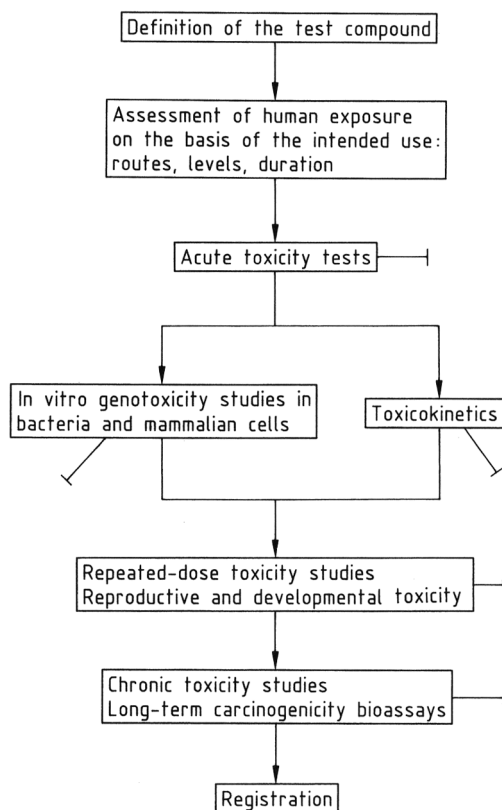 Definition of the test compound
Assessment of human exposure
on the basis of the intended use:
routes, levels, duration
Acute toxicity tests
In vitro genotoxicity studies in
bacteria and mammalian cells
Toxicokinetics
Repeated-dose toxicity studies
Reproductive and developmental toxicity
Chronic toxicity studies
Long-term carcinogenicity bioassays
Registration